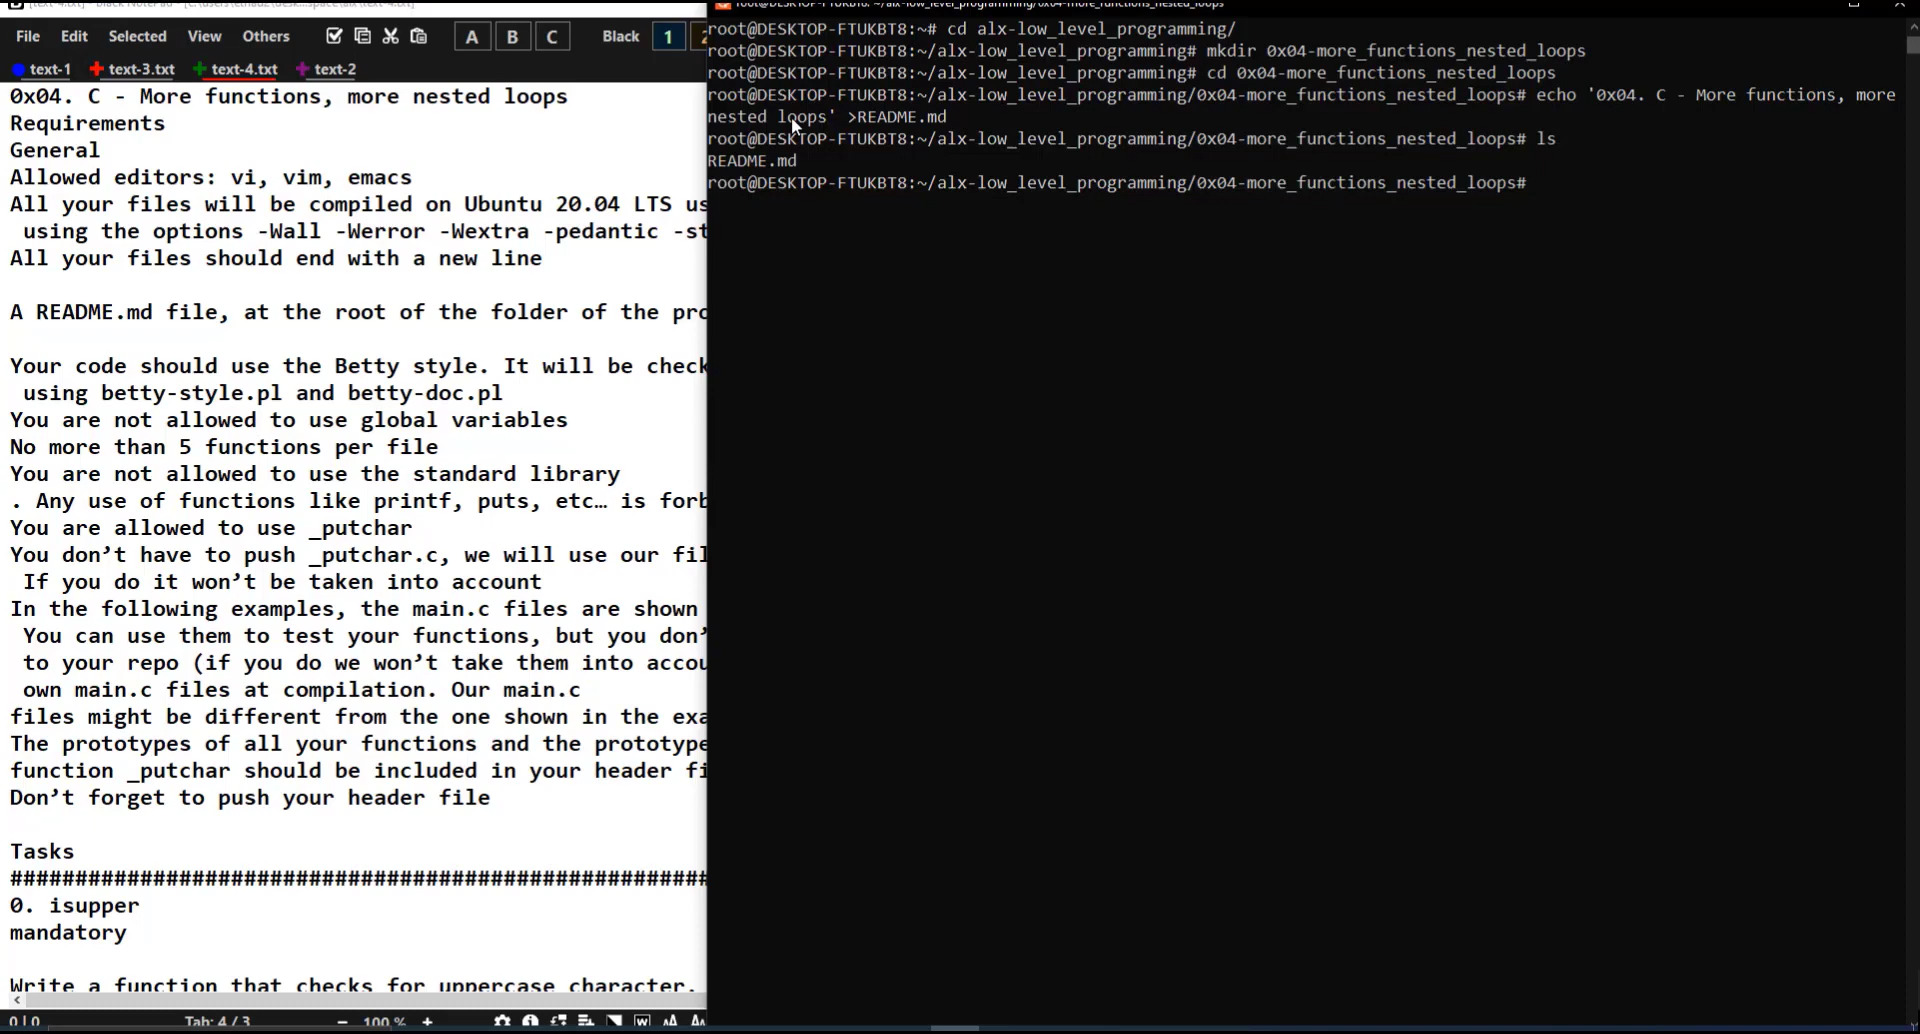 File Edit Selected View Others A B C Black 1 2
text-1 text-3.txt text-4.txt text-2
0x04. C - More functions, more nested loops
Requirements
General
Allowed editors: vi, vim, emacs
All your files will be compiled on Ubuntu 20.04 LTS us
using the options -Wall -Werror -Wextra -pedantic -st
All your files should end with a new line
A README.md file, at the root of the folder of the pro
Your code should use the Betty style. It will be check
using betty-style.pl and betty-doc.pl
You are not allowed to use global variables
No more than 5 functions per file
You are not allowed to use the standard library
. Any use of functions like printf, puts, etc… is forb
You are allowed to use _putchar
You don’t have to push _putchar.c, we will use our fil
If you do it won’t be taken into account
In the following examples, the main.c files are shown
You can use them to test your functions, but you don’
to your repo (if you do we won’t take them into accou
own main.c files at compilation. Our main.c
files might be different from the one shown in the exa
The prototypes of all your functions and the prototype
function _putchar should be included in your header fi
Don’t forget to push your header file
Tasks
######################################################
0. isupper
mandatory
Write a function that checks for uppercase character.
0|0 Tab: 4 / 3 − 100 % +
root@DESKTOP-FTUKBT8: ~/alx-low_level_programming/0x04-more_functions_nested_loops
root@DESKTOP-FTUKBT8:~# cd alx-low_level_programming/
root@DESKTOP-FTUKBT8:~/alx-low_level_programming# mkdir 0x04-more_functions_nested_loops
root@DESKTOP-FTUKBT8:~/alx-low_level_programming# cd 0x04-more_functions_nested_loops
root@DESKTOP-FTUKBT8:~/alx-low_level_programming/0x04-more_functions_nested_loops# echo '0x04. C - More functions, more
nested loops' >README.md
root@DESKTOP-FTUKBT8:~/alx-low_level_programming/0x04-more_functions_nested_loops# ls
README.md
root@DESKTOP-FTUKBT8:~/alx-low_level_programming/0x04-more_functions_nested_loops#